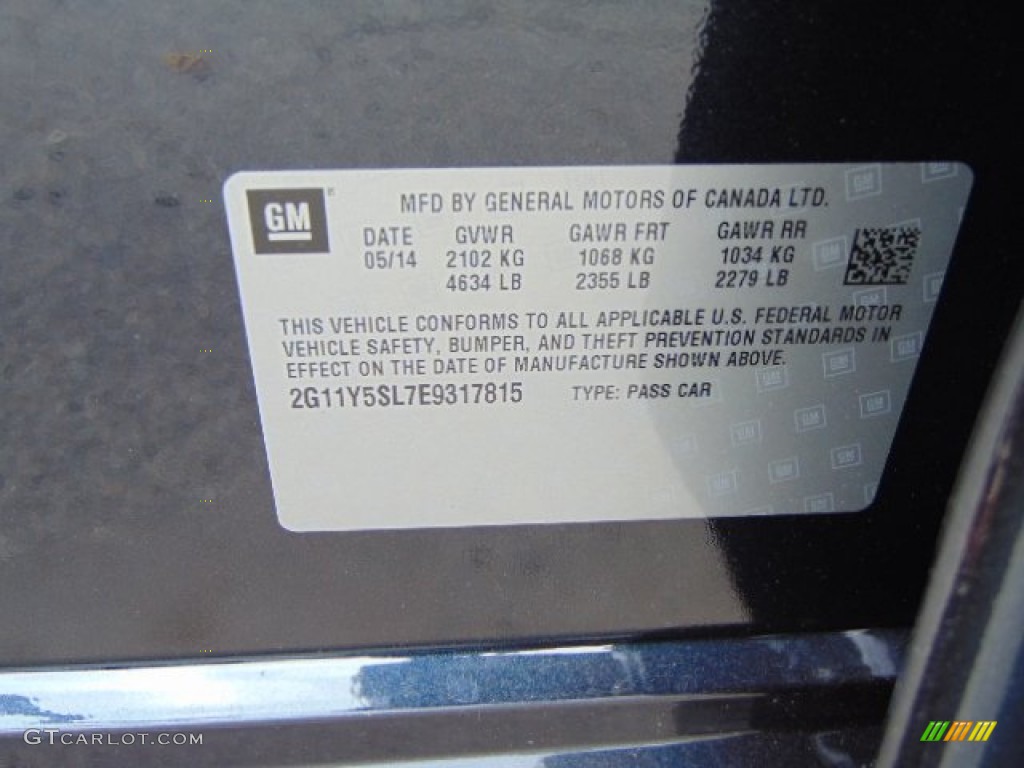 GM
MFD BY GENERAL MOTORS OF CANADA LTD.
DATE GVWR GAWR FRT GAWR RR
05/14 2102 KG 1068 KG 1034 KG
4634 LB 2355 LB 2279 LB
THIS VEHICLE CONFORMS TO ALL APPLICABLE U.S. FEDERAL MOTOR
VEHICLE SAFETY, BUMPER, AND THEFT PREVENTION STANDARDS IN
EFFECT ON THE DATE OF MANUFACTURE SHOWN ABOVE.
2G11Y5SL7E9317815 TYPE: PASS CAR
GTCARLOT.COM